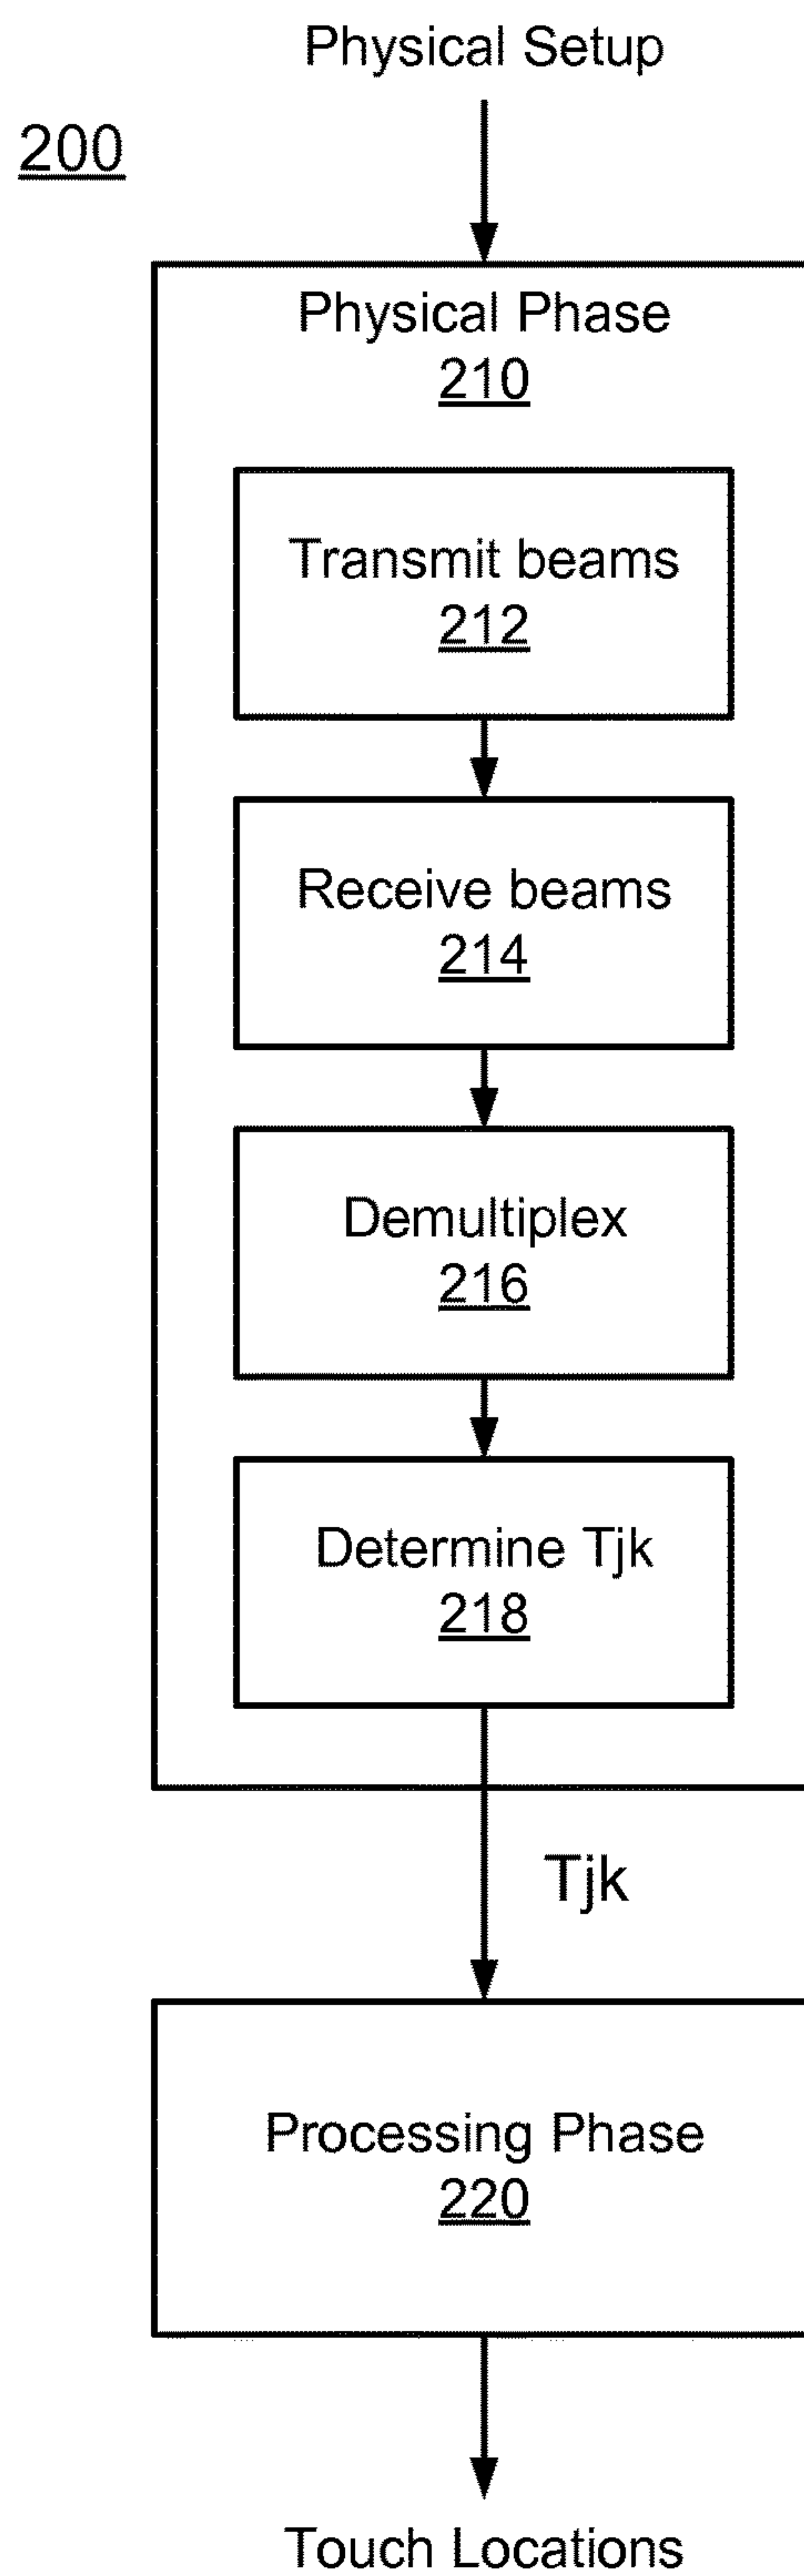 Physical Setup
200
Physical Phase
210
Transmit beams
212
Receive beams
214
Demultiplex
216
Determine Tjk
218
Tjk
Processing Phase
220
Touch Locations